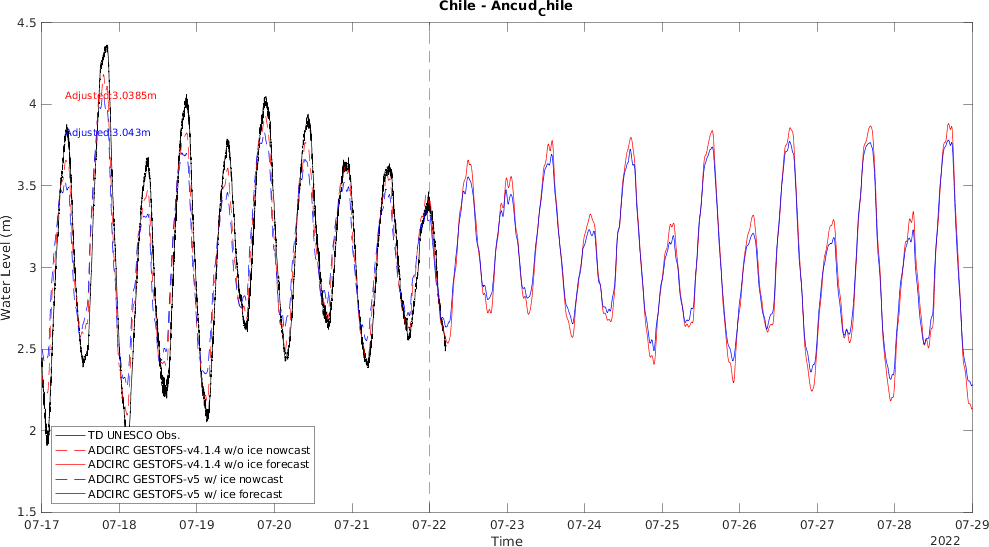 Chile - AncudChile
4.5
4
3.5
3
2.5
2
1.5
Water Level (m)
Adjusted:3.0385m
Adjusted:3.043m
TD UNESCO Obs.
ADCIRC GESTOFS-v4.1.4 w/o ice nowcast
ADCIRC GESTOFS-v4.1.4 w/o ice forecast
ADCIRC GESTOFS-v5 w/ ice nowcast
ADCIRC GESTOFS-v5 w/ ice forecast
07-17 07-18 07-19 07-20 07-21 07-22 07-23 07-24 07-25 07-26 07-27 07-28 07-29
Time
2022